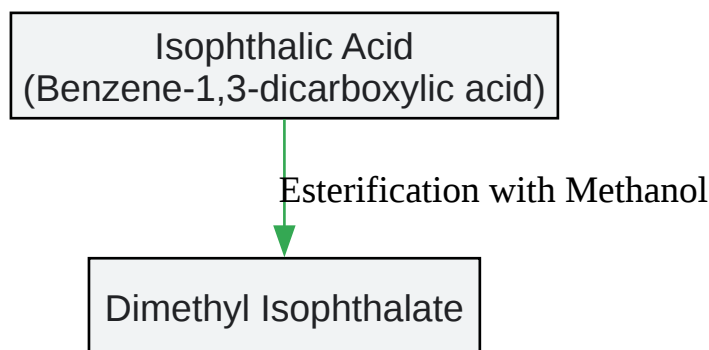 Isophthalic Acid
(Benzene-1,3-dicarboxylic acid)
Esterification with Methanol
Dimethyl Isophthalate